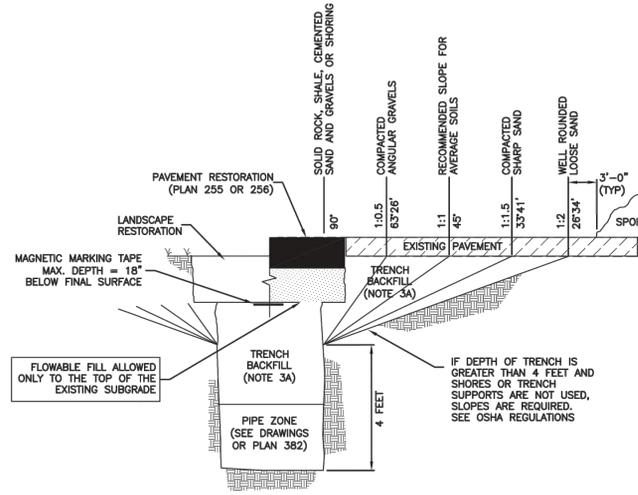 SOLID ROCK, SHALE, CEMENTED
SAND AND GRAVELS OR SHORING
90°
COMPACTED
ANGULAR GRAVELS
1:0.5
63°26'
RECOMMENDED SLOPE FOR
AVERAGE SOILS
1:1
45°
COMPACTED
SHARP SAND
1:1.5
33°41'
WELL ROUNDED
LOOSE SAND
1:2
26°34'
3'-0"
(TYP)
SPOI
PAVEMENT RESTORATION
(PLAN 255 OR 256)
LANDSCAPE
RESTORATION
EXISTING PAVEMENT
MAGNETIC MARKING TAPE
MAX. DEPTH = 18"
BELOW FINAL SURFACE
TRENCH
BACKFILL
(NOTE 3A)
FLOWABLE FILL ALLOWED
ONLY TO THE TOP OF THE
EXISTING SUBGRADE
TRENCH
BACKFILL
(NOTE 3A)
4 FEET
IF DEPTH OF TRENCH IS
GREATER THAN 4 FEET AND
SHORES OR TRENCH
SUPPORTS ARE NOT USED,
SLOPES ARE REQUIRED.
SEE OSHA REGULATIONS
PIPE ZONE
(SEE DRAWINGS
OR PLAN 382)